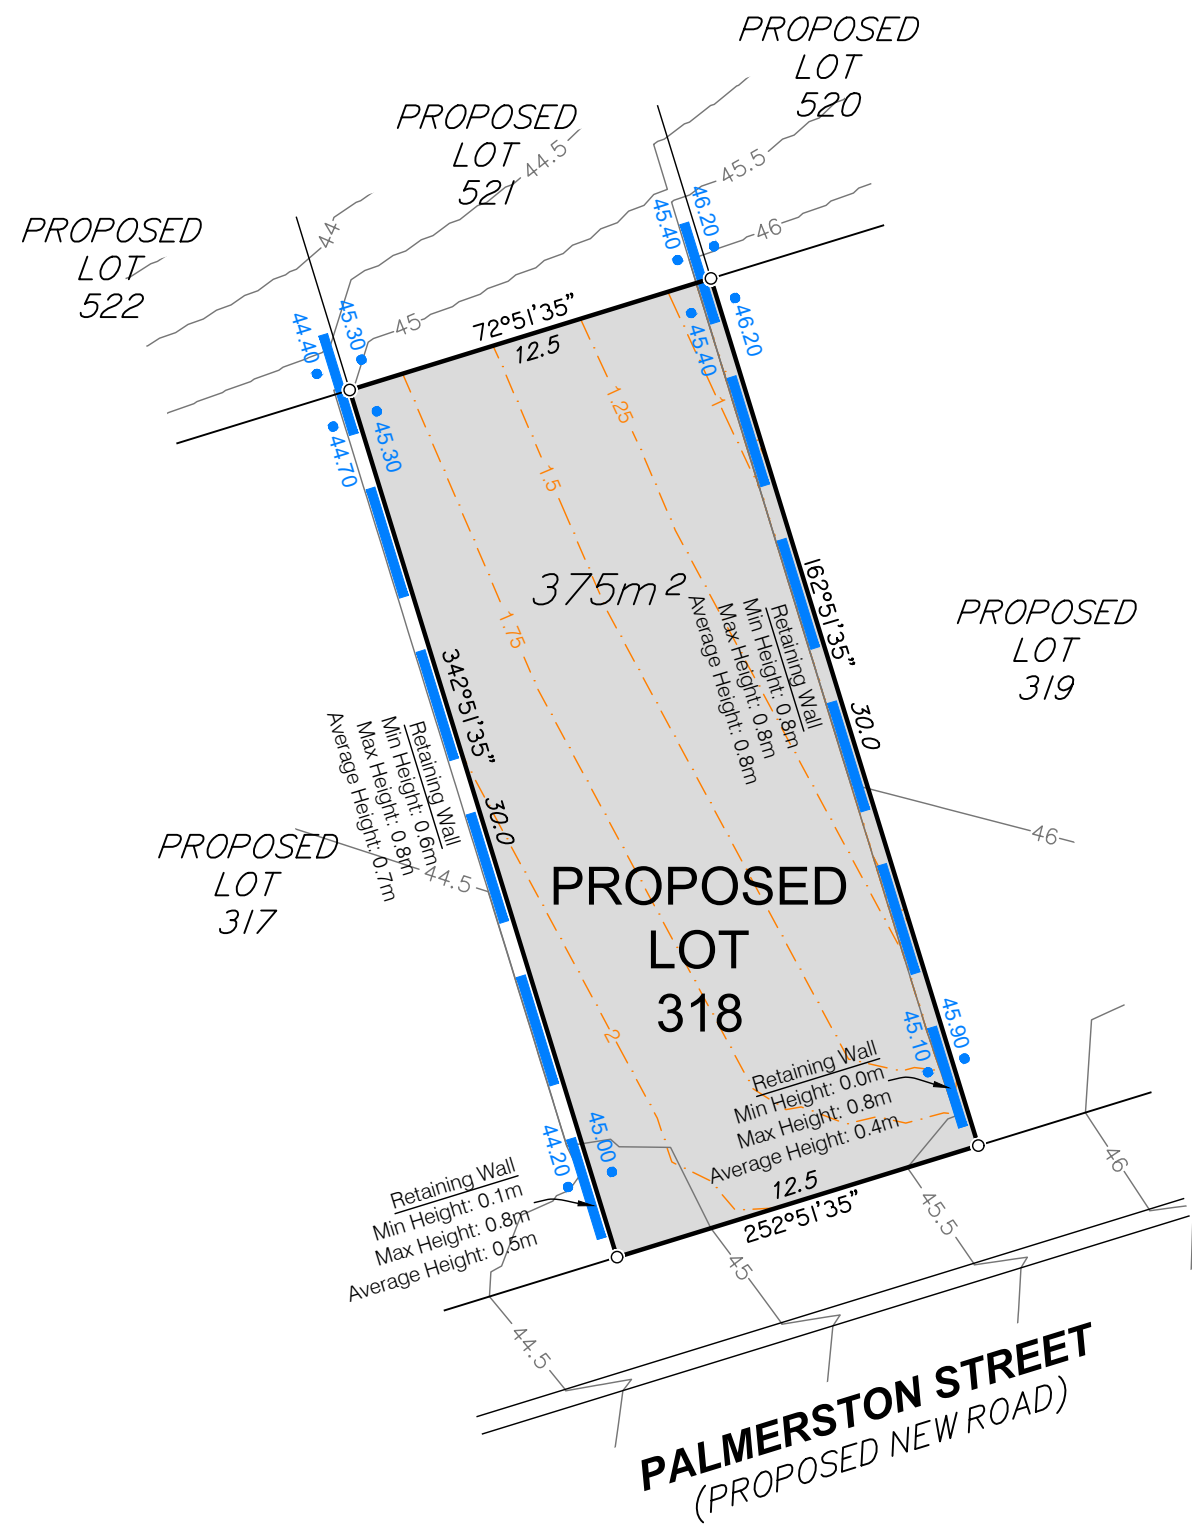 PROPOSED
LOT
520
PROPOSED
LOT
521
PROPOSED
LOT
522
44.5
45.5
44
46
45
45.40
46.20
44.40
45.30
72°51'35"
12.5
45.40
46.20
44.70
45.30
1.25
1
1.5
1.75
375m²
162°51'35"
30.0
Retaining Wall
Min Height: 0.8m
Max Height: 0.8m
Average Height: 0.8m
PROPOSED
LOT
319
342°51'35"
30.0
Retaining Wall
Min Height: 0.6m
Max Height: 0.8m
Average Height: 0.7m
46
PROPOSED
LOT
317
44.5
PROPOSED
LOT
318
2
45.10
45.90
Retaining Wall
Min Height: 0.0m
Max Height: 0.8m
Average Height: 0.4m
44.20
45.00
Retaining Wall
Min Height: 0.1m
Max Height: 0.8m
Average Height: 0.5m
12.5
252°51'35"
46
45.5
45
44.5
PALMERSTON STREET
(PROPOSED NEW ROAD)